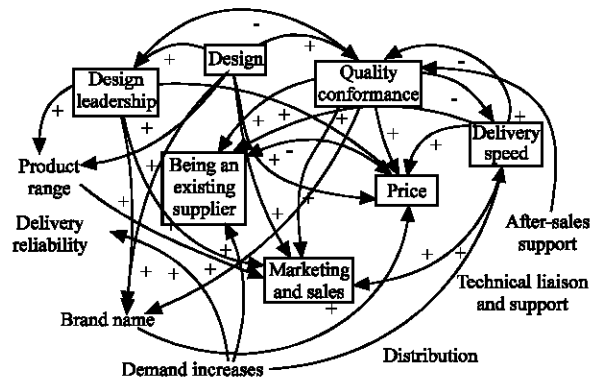 Design
Design
leadership
Quality
conformance
Delivery
speed
Product
range
Being an
existing
supplier
Price
Delivery
reliability
After-sales
support
Marketing
and sales
Technical liaison
and support
Brand name
Distribution
Demand increases